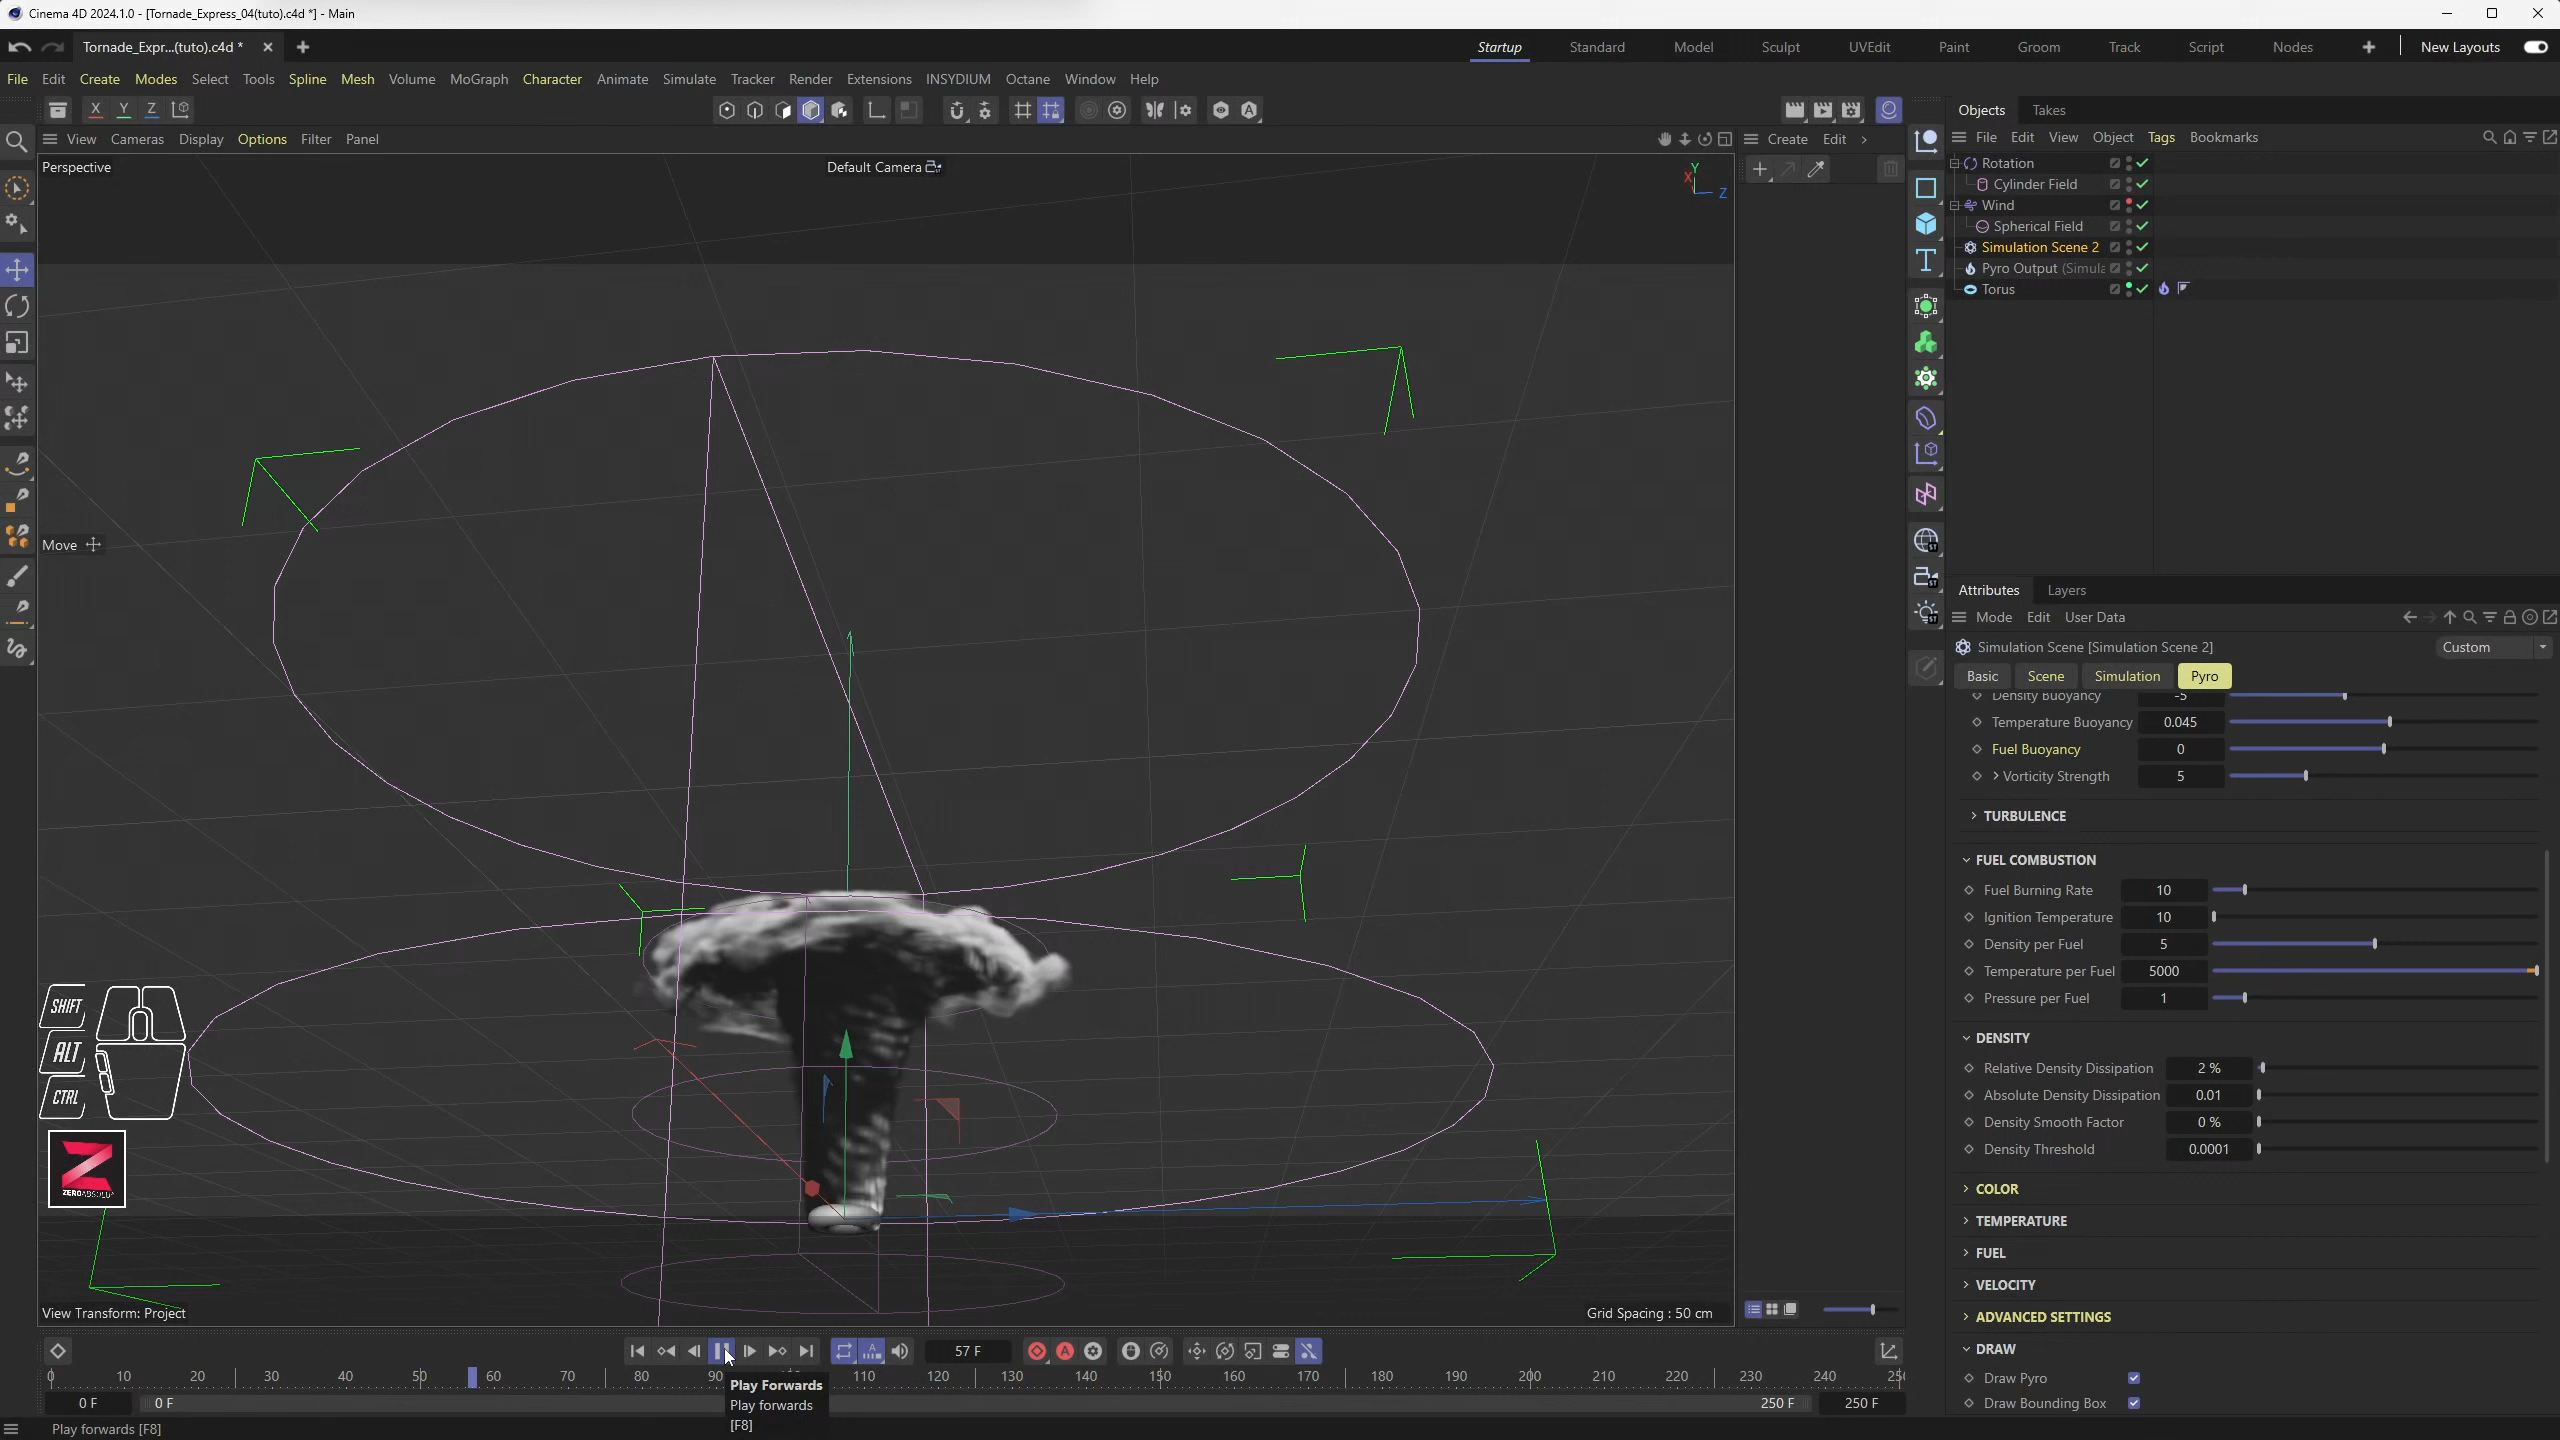 Cinema 4D 2024.1.0 - [Tornade_Express_04(tuto).c4d *] - Main
Tornade_Expr...(tuto).c4d *
Startup Standard Model Sculpt UVEdit Paint Groom Track Script Nodes New Layouts
File Edit Create Modes Select Tools Spline Mesh Volume MoGraph Character Animate Simulate Tracker Render Extensions INSYDIUM Octane Window Help
X Y Z
View Cameras Display Options Filter Panel
Create Edit
Perspective
Default Camera
Y
X
Z
Move
SHIFT
ALT
CTRL
ZEROABSOLU
View Transform: Project
Grid Spacing : 50 cm
Objects Takes
File Edit View Object Tags Bookmarks
Rotation
Cylinder Field
Wind
Spherical Field
Simulation Scene 2
Pyro Output (Simula
Torus
Attributes Layers
Mode Edit User Data
Simulation Scene [Simulation Scene 2]
Custom
Basic Scene Simulation Pyro
Density Buoyancy -5
Temperature Buoyancy 0.045
Fuel Buoyancy 0
Vorticity Strength 5
TURBULENCE
FUEL COMBUSTION
Fuel Burning Rate 10
Ignition Temperature 10
Density per Fuel 5
Temperature per Fuel 5000
Pressure per Fuel 1
DENSITY
Relative Density Dissipation 2 %
Absolute Density Dissipation 0.01
Density Smooth Factor 0 %
Density Threshold 0.0001
COLOR
TEMPERATURE
FUEL
VELOCITY
ADVANCED SETTINGS
DRAW
Draw Pyro
Draw Bounding Box
57 F
0 10 20 30 40 50 60 70 80 90 110 120 130 140 150 160 170 180 190 200 210 220 230 240 250
0 F 0 F 250 F 250 F
Play Forwards
Play forwards
[F8]
Play forwards [F8]